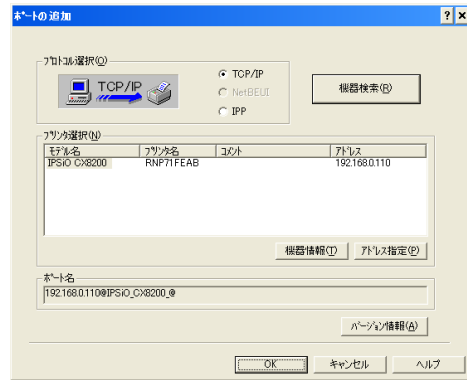 ポートの追加
プロトコル選択(O)
TCP/IP
TCP/IP
NetBEUI
IPP
機器検索(R)
プリンタ選択(N)
モデル名 プリンタ名 コメント アドレス
IPSiO CX8200 RNP71FEAB 192.168.0.110
機器情報(T) アドレス指定(P)
ポート名
192.168.0.110@IPSiO_CX8200_@
バージョン情報(A)
OK キャンセル ヘルプ